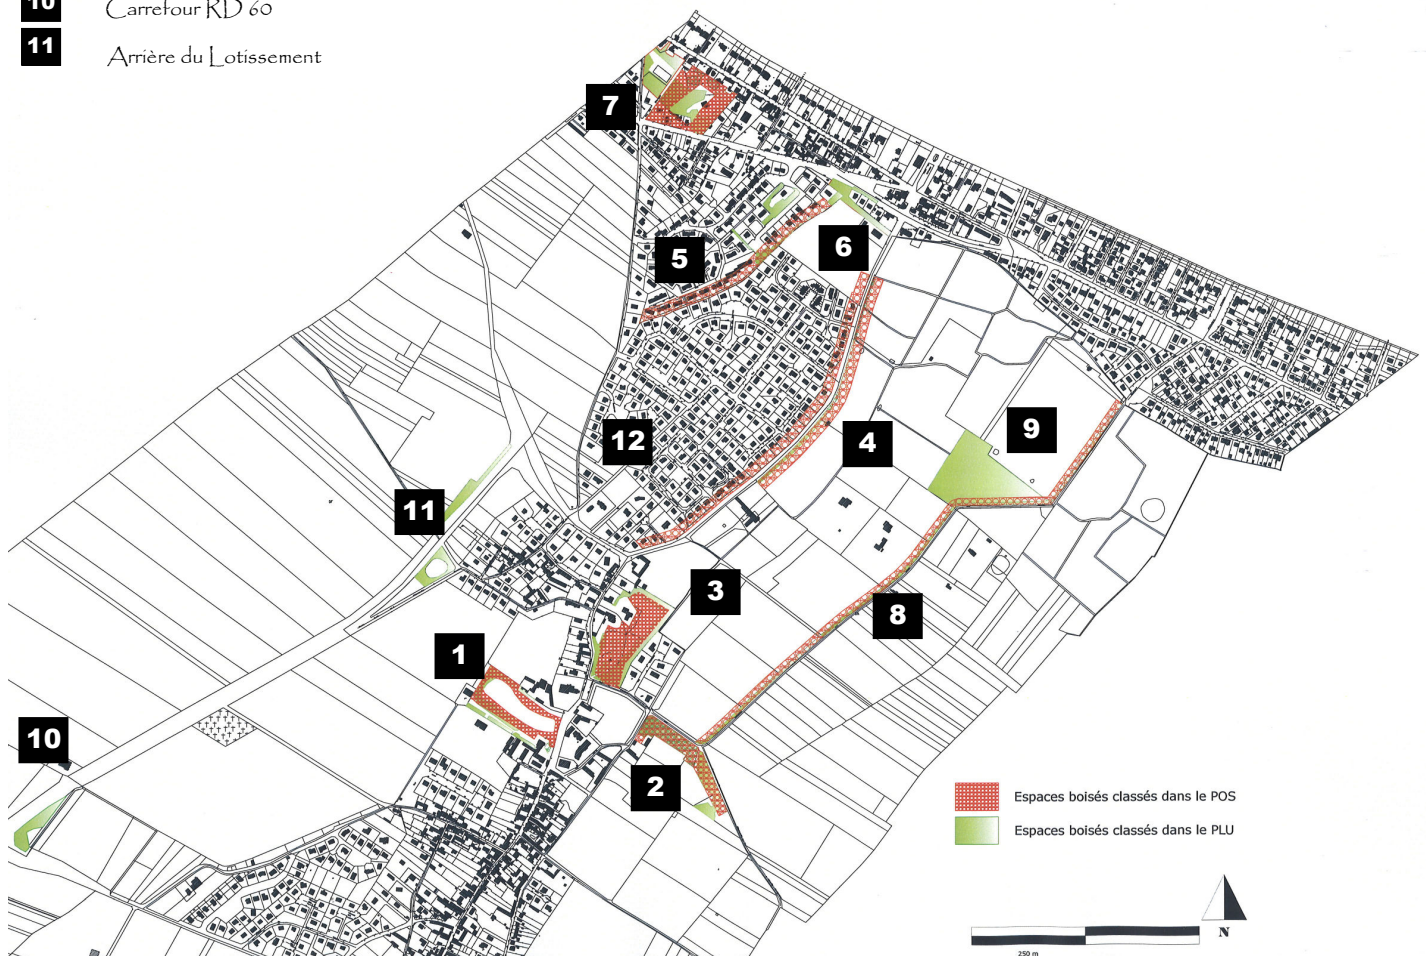 10 Carrefour RD 60
11 Arrière du Lotissement
7
5
6
12
4
9
11
3
8
1
10
2
Espaces boisés classés dans le POS
Espaces boisés classés dans le PLU
N
250 m